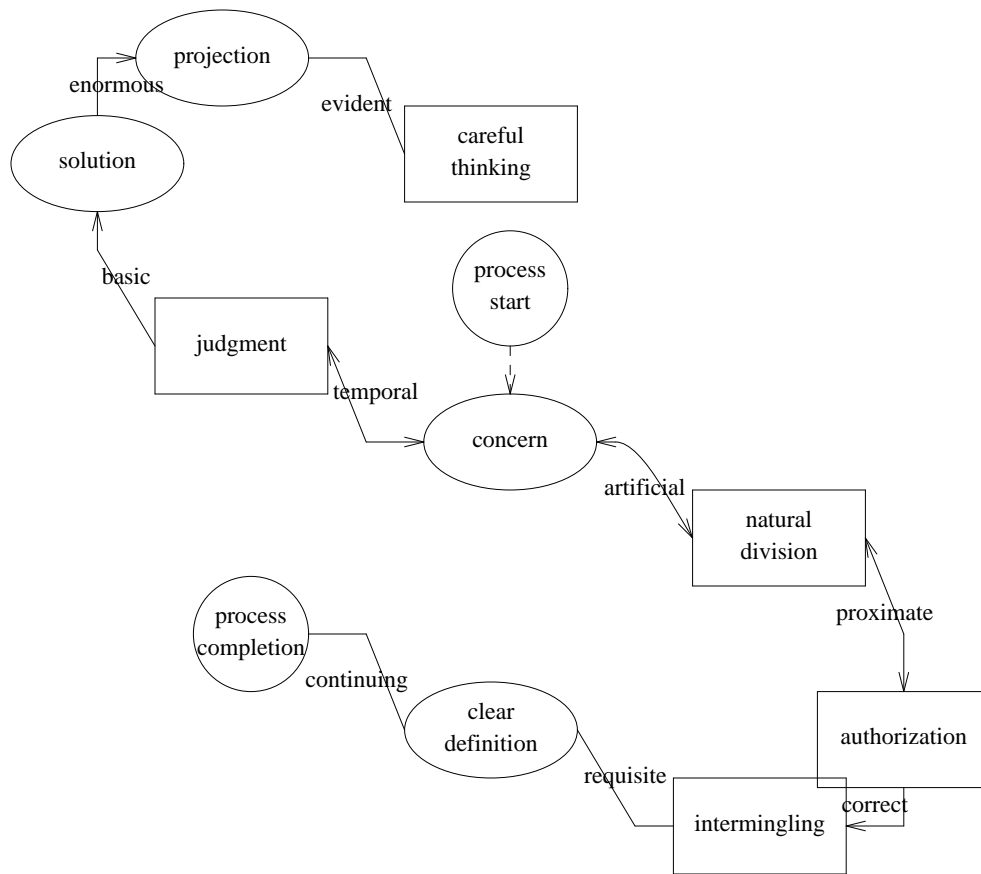 projection
enormous
evident
careful
thinking
solution
process
start
basic
judgment
temporal
concern
artificial
natural
division
process
completion
proximate
continuing
clear
definition
authorization
requisite
correct
intermingling